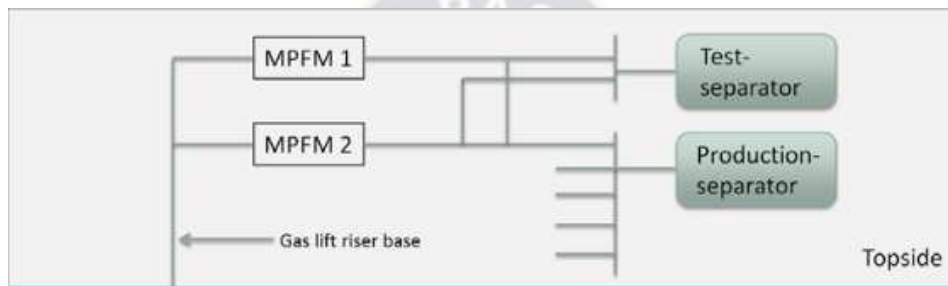 MPFM 1
Test-
separator
MPFM 2
Production-
separator
Gas lift riser base
Topside